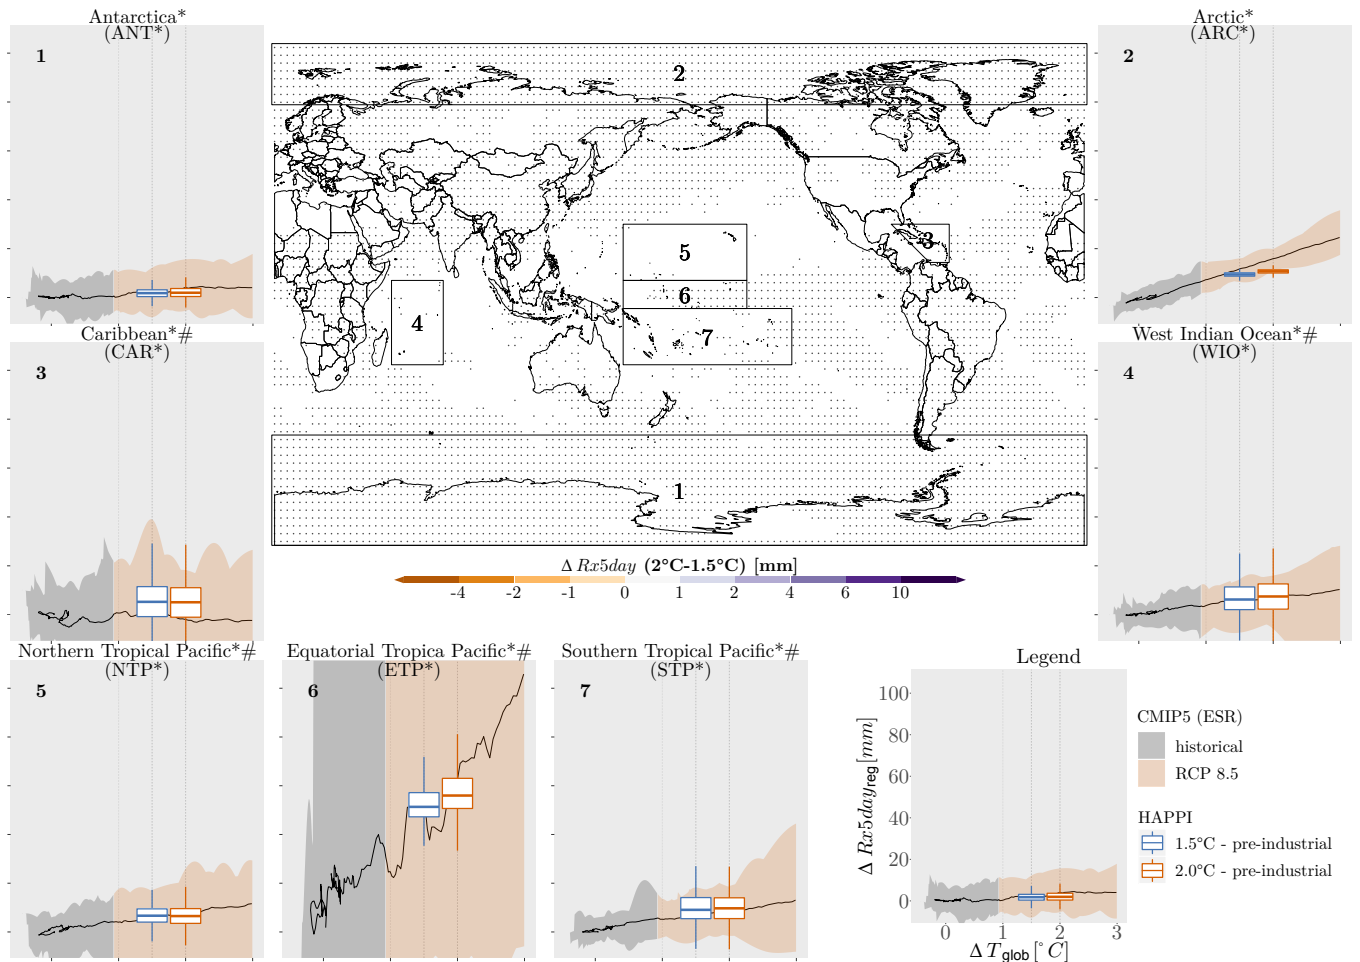 Antarctica*
(ANT*)
1
Arctic*
(ARC*)
2
2
3
5
6
4
7
1
Caribbean*#
(CAR*)
3
West Indian Ocean*#
(WIO*)
4
Δ Rx5day (2°C-1.5°C) [mm]
-4 -2 -1 0 1 2 4 6 10
Northern Tropical Pacific*#
(NTP*)
5
Equatorial Tropica Pacific*#
(ETP*)
6
Southern Tropical Pacific*#
(STP*)
7
Legend
Δ Rx5day reg [mm]
100
80
60
40
20
0
0 1 2 3
Δ T glob [°C]
CMIP5 (ESR)
historical
RCP 8.5
HAPPI
1.5°C - pre-industrial
2.0°C - pre-industrial